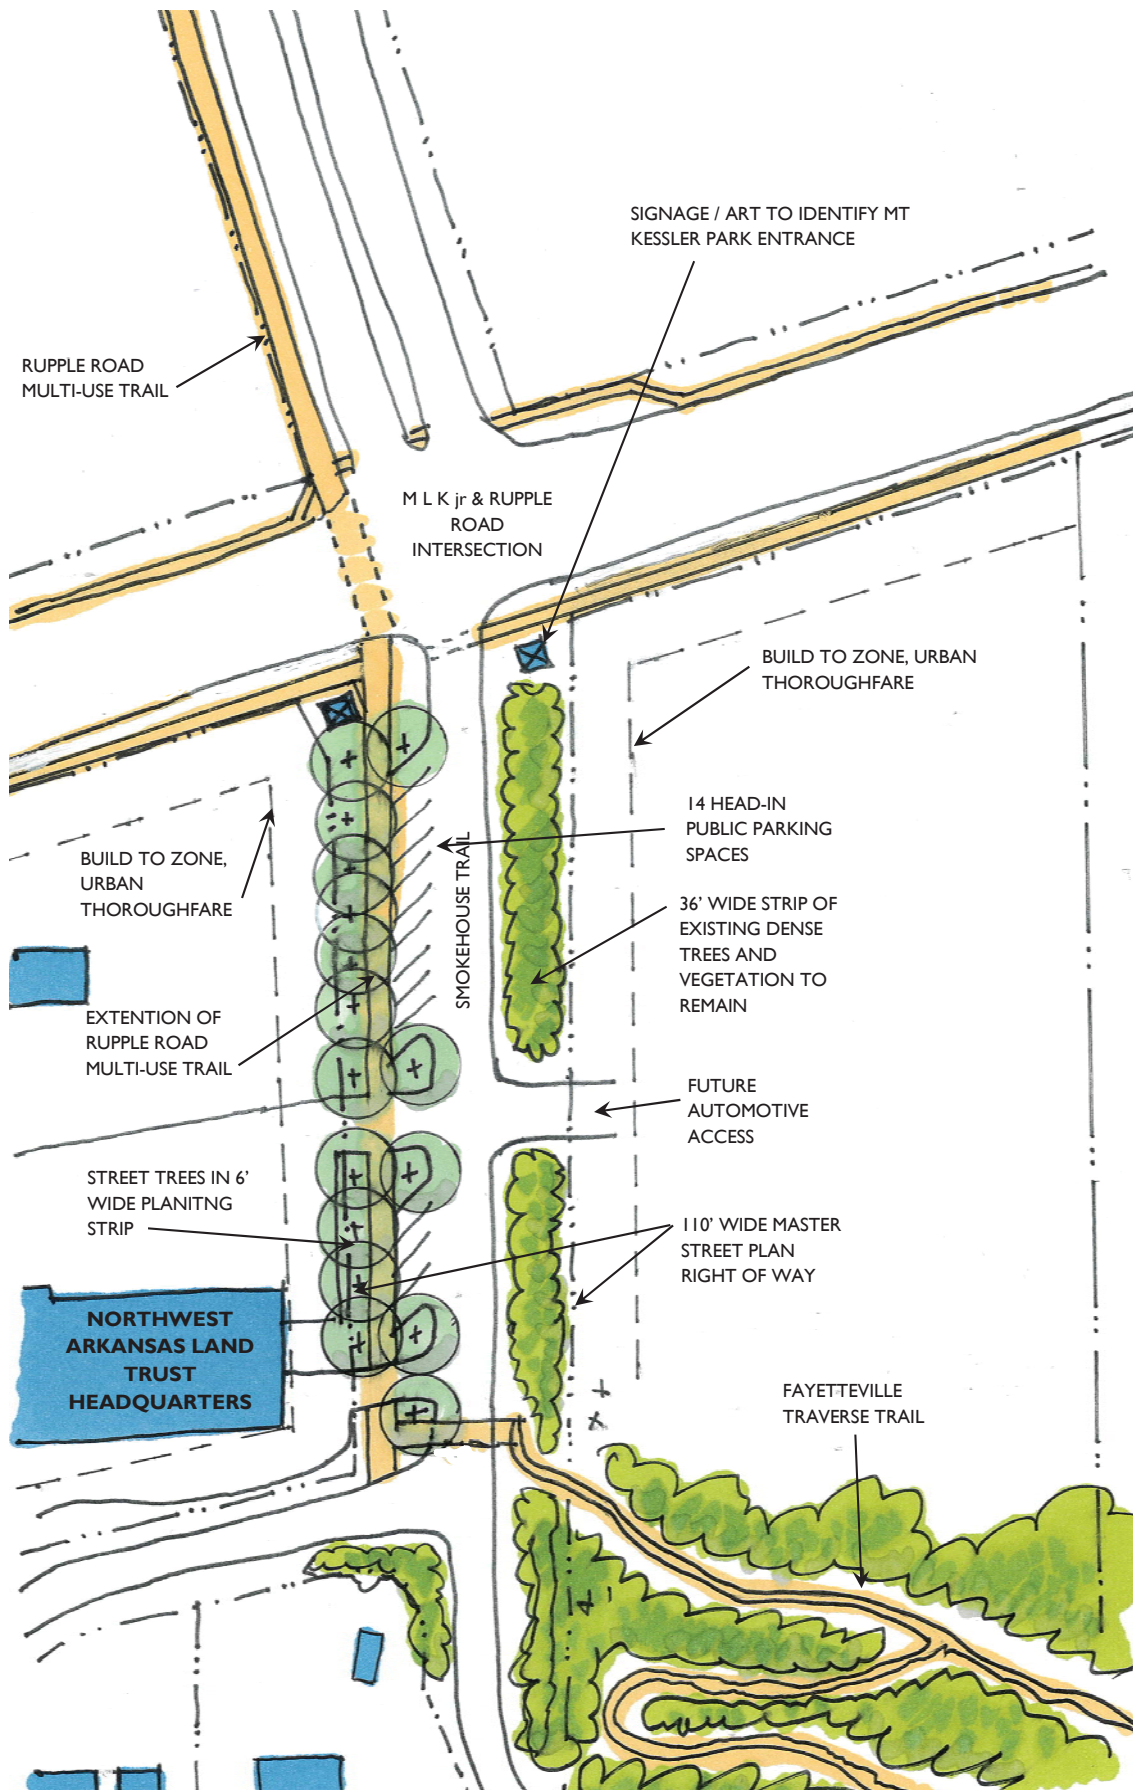 SIGNAGE / ART TO IDENTIFY MT
KESSLER PARK ENTRANCE
RUPPLE ROAD
MULTI-USE TRAIL
M L K jr & RUPPLE
ROAD
INTERSECTION
BUILD TO ZONE, URBAN
THOROUGHFARE
14 HEAD-IN
PUBLIC PARKING
SPACES
BUILD TO ZONE,
URBAN
THOROUGHFARE
SMOKEHOUSE TRAIL
36' WIDE STRIP OF
EXISTING DENSE
TREES AND
VEGETATION TO
REMAIN
EXTENTION OF
RUPPLE ROAD
MULTI-USE TRAIL
FUTURE
AUTOMOTIVE
ACCESS
STREET TREES IN 6'
WIDE PLANITNG
STRIP
110' WIDE MASTER
STREET PLAN
RIGHT OF WAY
NORTHWEST
ARKANSAS LAND
TRUST
HEADQUARTERS
FAYETTEVILLE
TRAVERSE TRAIL